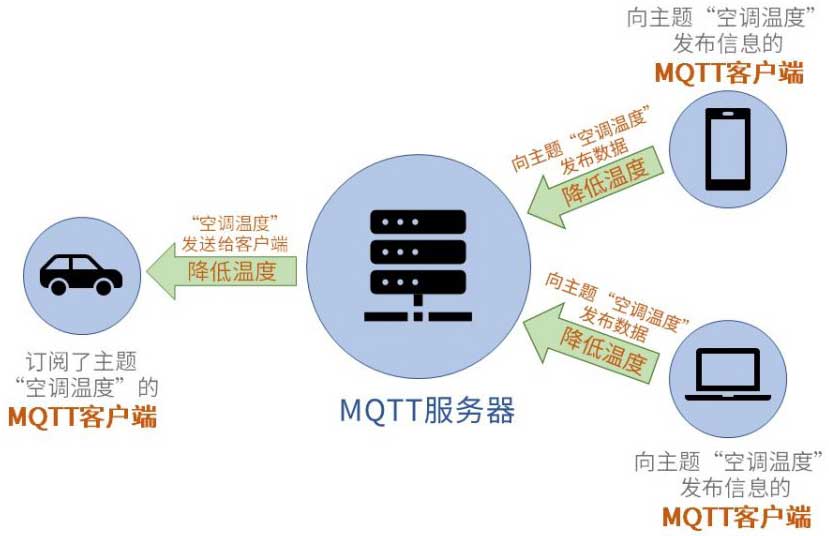 向主题“空调温度”
发布信息的
MQTT客户端
向主题“空调温度”
发布数据
降低温度
“空调温度”
发送给客户端
降低温度
订阅了主题
“空调温度”的
MQTT客户端
MQTT服务器
向主题“空调温度”
发布数据
降低温度
向主题“空调温度”
发布信息的
MQTT客户端